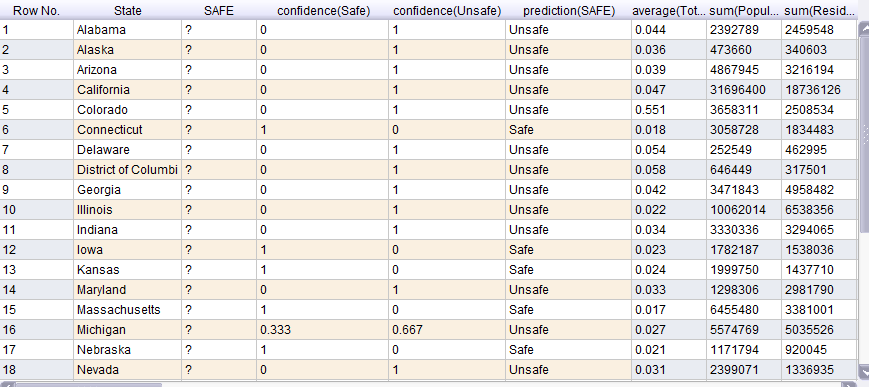 Row No. State SAFE confidence(Safe) confidence(Unsafe) prediction(SAFE) average(Tot... sum(Popul... sum(Resid...
1 Alabama ? 0 1 Unsafe 0.044 2392789 2459548
2 Alaska ? 0 1 Unsafe 0.036 473660 340603
3 Arizona ? 0 1 Unsafe 0.039 4867945 3216194
4 California ? 0 1 Unsafe 0.047 31696400 18736126
5 Colorado ? 0 1 Unsafe 0.551 3658311 2508534
6 Connecticut ? 1 0 Safe 0.018 3058728 1834483
7 Delaware ? 0 1 Unsafe 0.054 252549 462995
8 District of Columbi ? 0 1 Unsafe 0.058 646449 317501
9 Georgia ? 0 1 Unsafe 0.042 3471843 4958482
10 Illinois ? 0 1 Unsafe 0.022 10062014 6538356
11 Indiana ? 0 1 Unsafe 0.034 3330336 3294065
12 Iowa ? 1 0 Safe 0.023 1782187 1538036
13 Kansas ? 1 0 Safe 0.024 1999750 1437710
14 Maryland ? 0 1 Unsafe 0.033 1298306 2981790
15 Massachusetts ? 1 0 Safe 0.017 6455480 3381001
16 Michigan ? 0.333 0.667 Unsafe 0.027 5574769 5035526
17 Nebraska ? 1 0 Safe 0.021 1171794 920045
18 Nevada ? 0 1 Unsafe 0.031 2399071 1336935